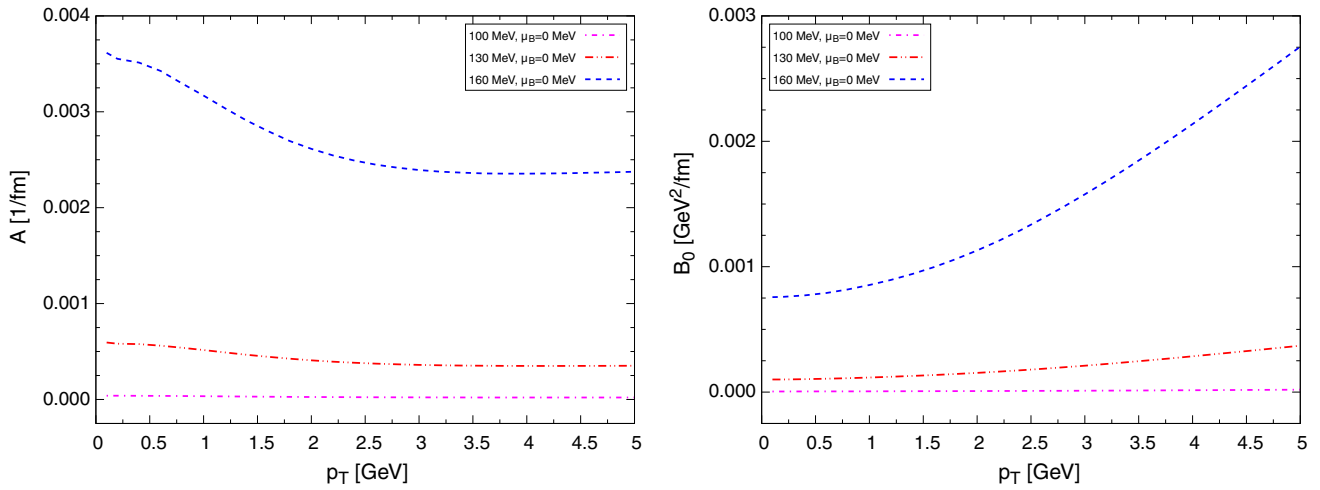 0.004
0.003
0.002
0.001
0.000
A [1/fm]
100 MeV, μB=0 MeV
130 MeV, μB=0 MeV
160 MeV, μB=0 MeV
0 0.5 1 1.5 2 2.5 3 3.5 4 4.5 5
pT [GeV]
0.003
0.002
0.001
0.000
B0 [GeV²/fm]
100 MeV, μB=0 MeV
130 MeV, μB=0 MeV
160 MeV, μB=0 MeV
0 0.5 1 1.5 2 2.5 3 3.5 4 4.5 5
pT [GeV]